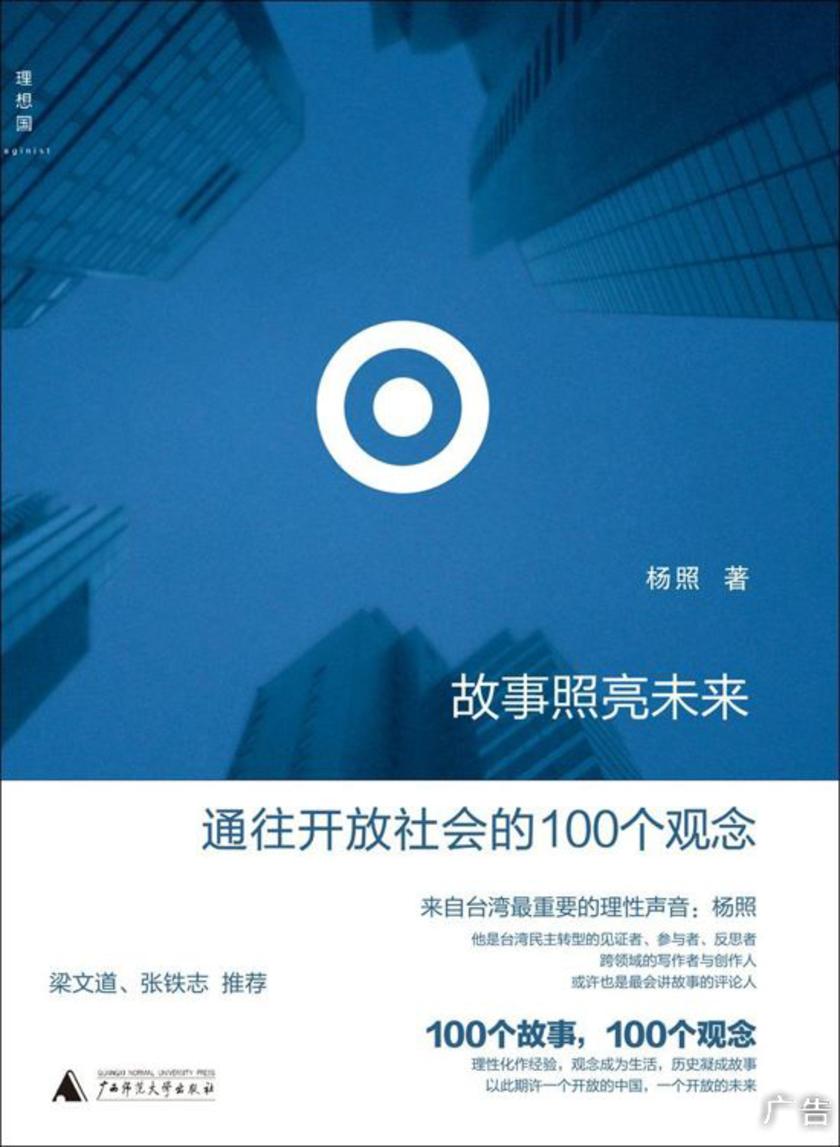 理想国
aginist
杨照 著
故事照亮未来
通往开放社会的100个观念
来自台湾最重要的理性声音：杨照
他是台湾民主转型的见证者、参与者、反思者
跨领域的写作者与创作人
或许也是最会讲故事的评论人
梁文道、张铁志 推荐
100个故事，100个观念
理性化作经验，观念成为生活，历史凝成故事
以此期许一个开放的中国，一个开放的未来
GUANGXI NORMAL UNIVERSITY PRESS
广西师范大学出版社
广告